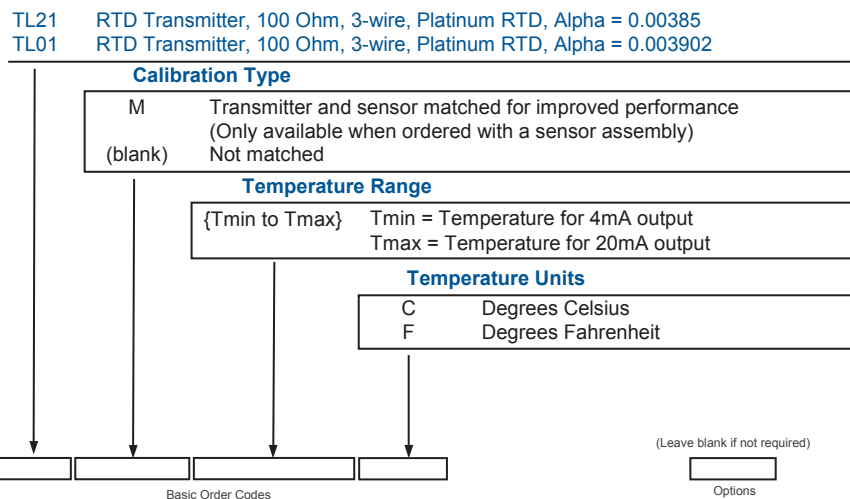 TL21 RTD Transmitter, 100 Ohm, 3-wire, Platinum RTD, Alpha = 0.00385
TL01 RTD Transmitter, 100 Ohm, 3-wire, Platinum RTD, Alpha = 0.003902
Calibration Type
M Transmitter and sensor matched for improved performance
(Only available when ordered with a sensor assembly)
(blank) Not matched
Temperature Range
{Tmin to Tmax} Tmin = Temperature for 4mA output
Tmax = Temperature for 20mA output
Temperature Units
C Degrees Celsius
F Degrees Fahrenheit
(Leave blank if not required)
Basic Order Codes
Options